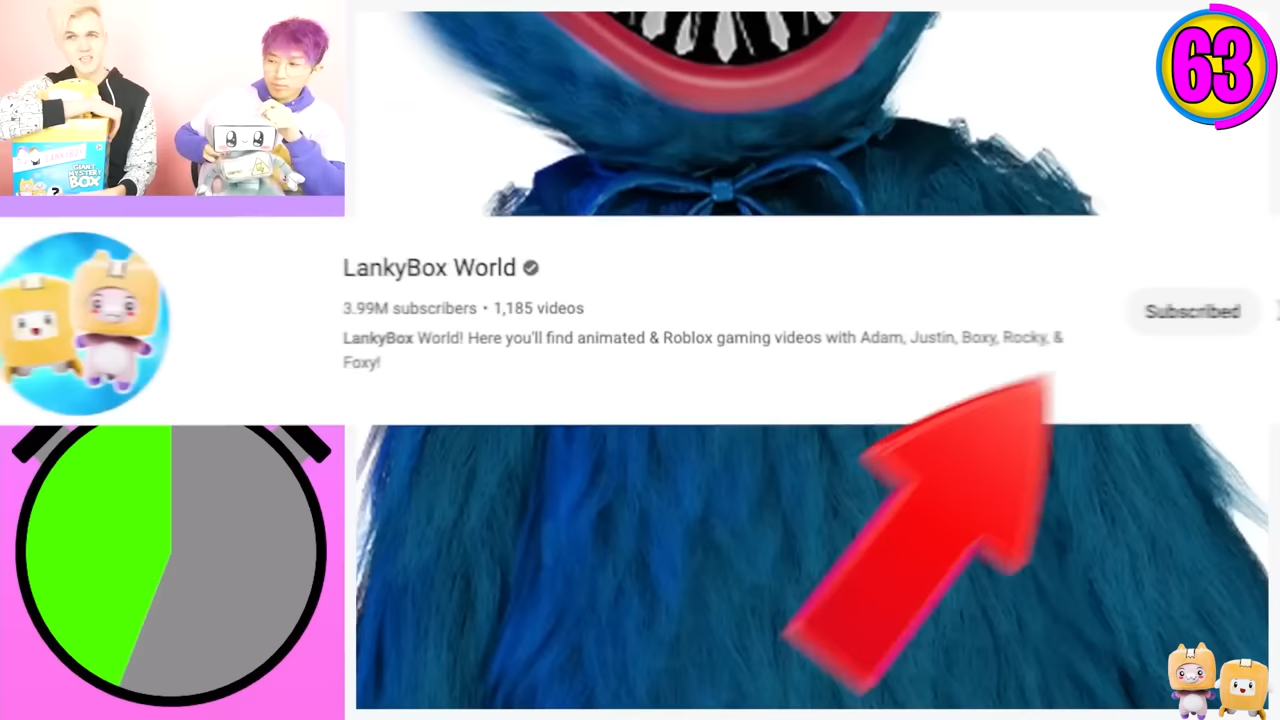 63
LANKYBOX
GIANT
MYSTERY
BOX
?
LankyBox World
3.99M subscribers • 1,185 videos
LankyBox World! Here you'll find animated & Roblox gaming videos with Adam, Justin, Boxy, Rocky, &
Foxy!
Subscribed